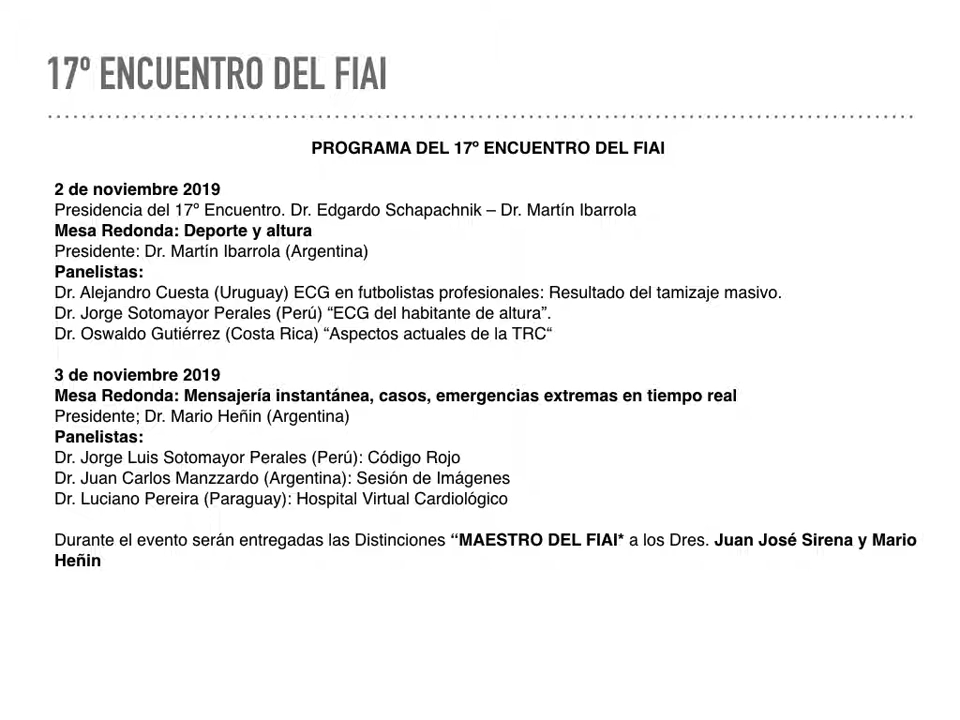 17º ENCUENTRO DEL FIAI
PROGRAMA DEL 17º ENCUENTRO DEL FIAI
2 de noviembre 2019
Presidencia del 17º Encuentro. Dr. Edgardo Schapachnik – Dr. Martín Ibarrola
Mesa Redonda: Deporte y altura
Presidente: Dr. Martín Ibarrola (Argentina)
Panelistas:
Dr. Alejandro Cuesta (Uruguay) ECG en futbolistas profesionales: Resultado del tamizaje masivo.
Dr. Jorge Sotomayor Perales (Perú) “ECG del habitante de altura”.
Dr. Oswaldo Gutiérrez (Costa Rica) “Aspectos actuales de la TRC“
3 de noviembre 2019
Mesa Redonda: Mensajería instantánea, casos, emergencias extremas en tiempo real
Presidente; Dr. Mario Heñin (Argentina)
Panelistas:
Dr. Jorge Luis Sotomayor Perales (Perú): Código Rojo
Dr. Juan Carlos Manzzardo (Argentina): Sesión de Imágenes
Dr. Luciano Pereira (Paraguay): Hospital Virtual Cardiológico
Durante el evento serán entregadas las Distinciones “MAESTRO DEL FIAI* a los Dres. Juan José Sirena y Mario
Heñin